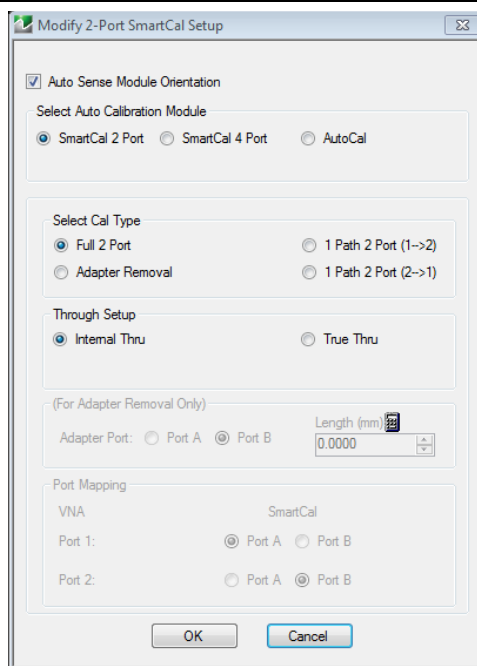 Modify 2-Port SmartCal Setup
Auto Sense Module Orientation
Select Auto Calibration Module
SmartCal 2 Port SmartCal 4 Port AutoCal
Select Cal Type
Full 2 Port 1 Path 2 Port (1-->2)
Adapter Removal 1 Path 2 Port (2-->1)
Through Setup
Internal Thru True Thru
(For Adapter Removal Only)
Length (mm)
Adapter Port: Port A Port B 0.0000
Port Mapping
VNA SmartCal
Port 1: Port A Port B
Port 2: Port A Port B
OK Cancel